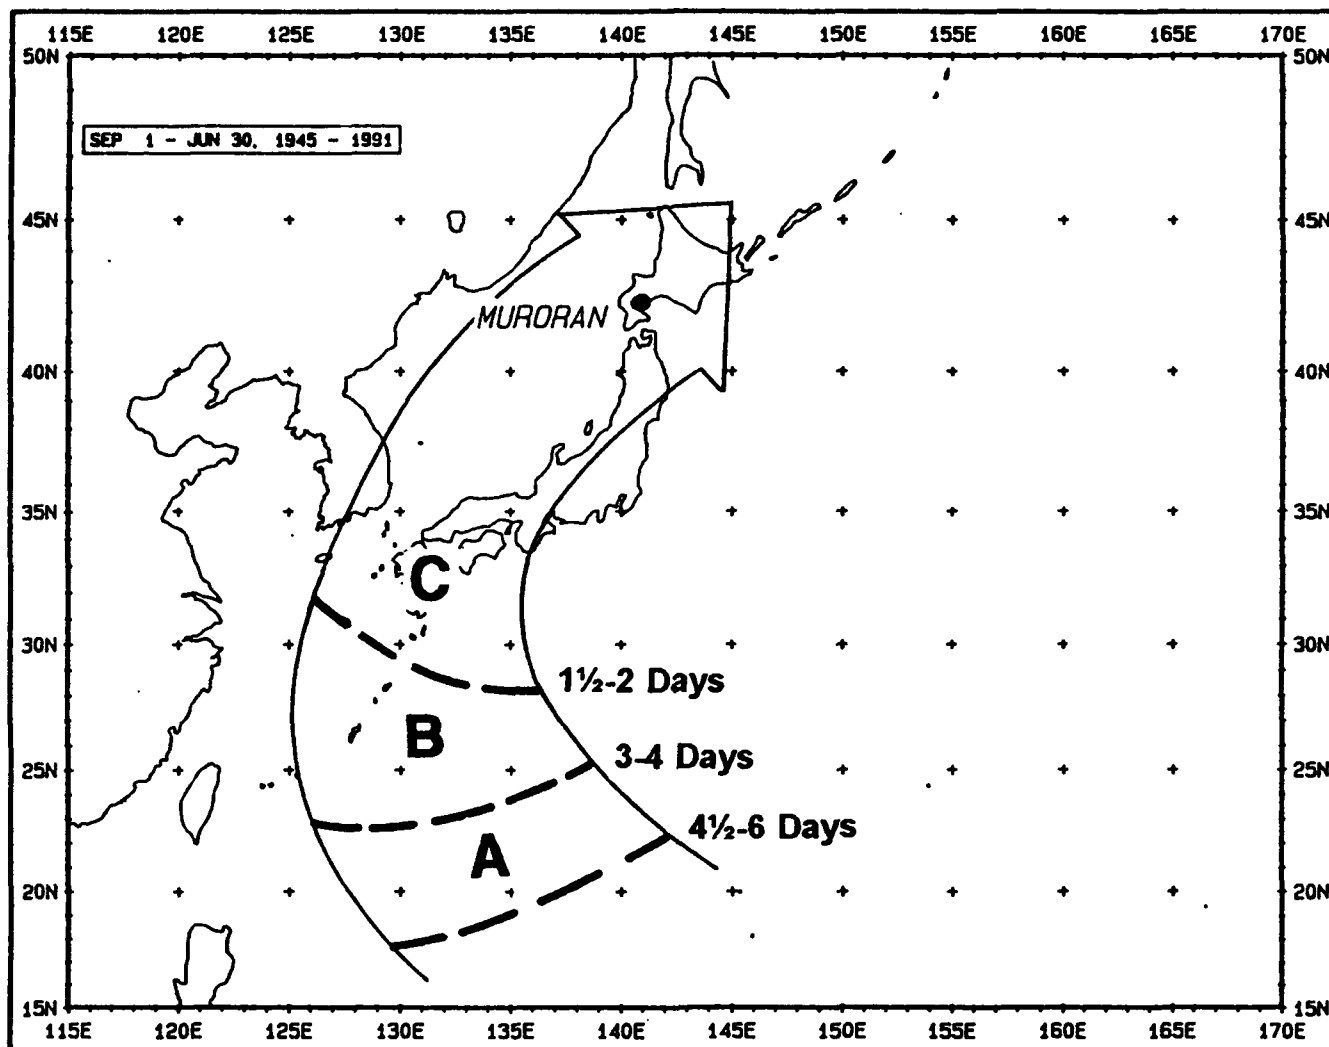 115E 120E 125E 130E 135E 140E 145E 150E 155E 160E 165E 170E
50N 50N
SEP 1 - JUN 30, 1945 - 1991
45N 45N
MURORAN
40N 40N
35N 35N
C
30N 30N
1½-2 Days
B
3-4 Days
25N 25N
4½-6 Days
A
20N 20N
15N 15N
115E 120E 125E 130E 135E 140E 145E 150E 155E 160E 165E 170E